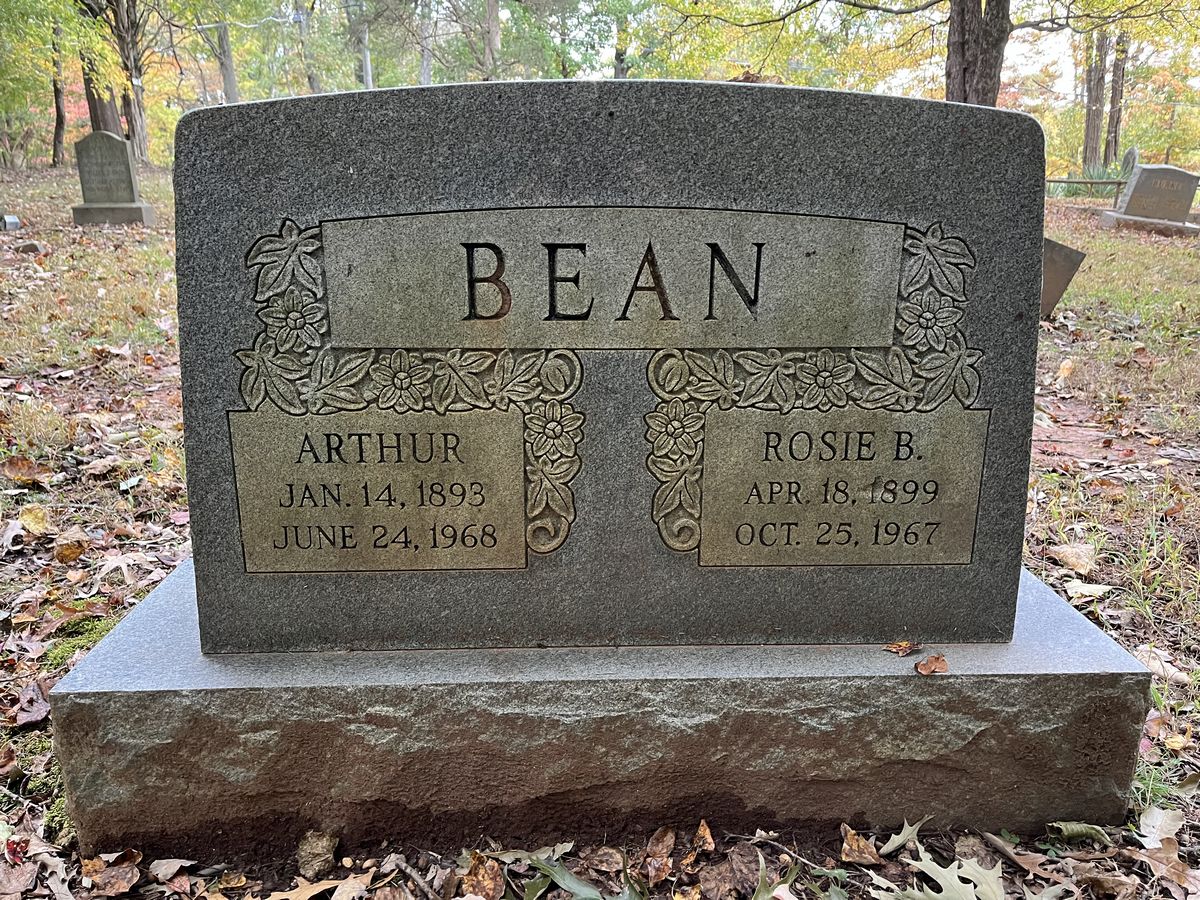 BEAN
ARTHUR
JAN. 14, 1893
JUNE 24, 1968
ROSIE B.
APR. 18, 1899
OCT. 25, 1967